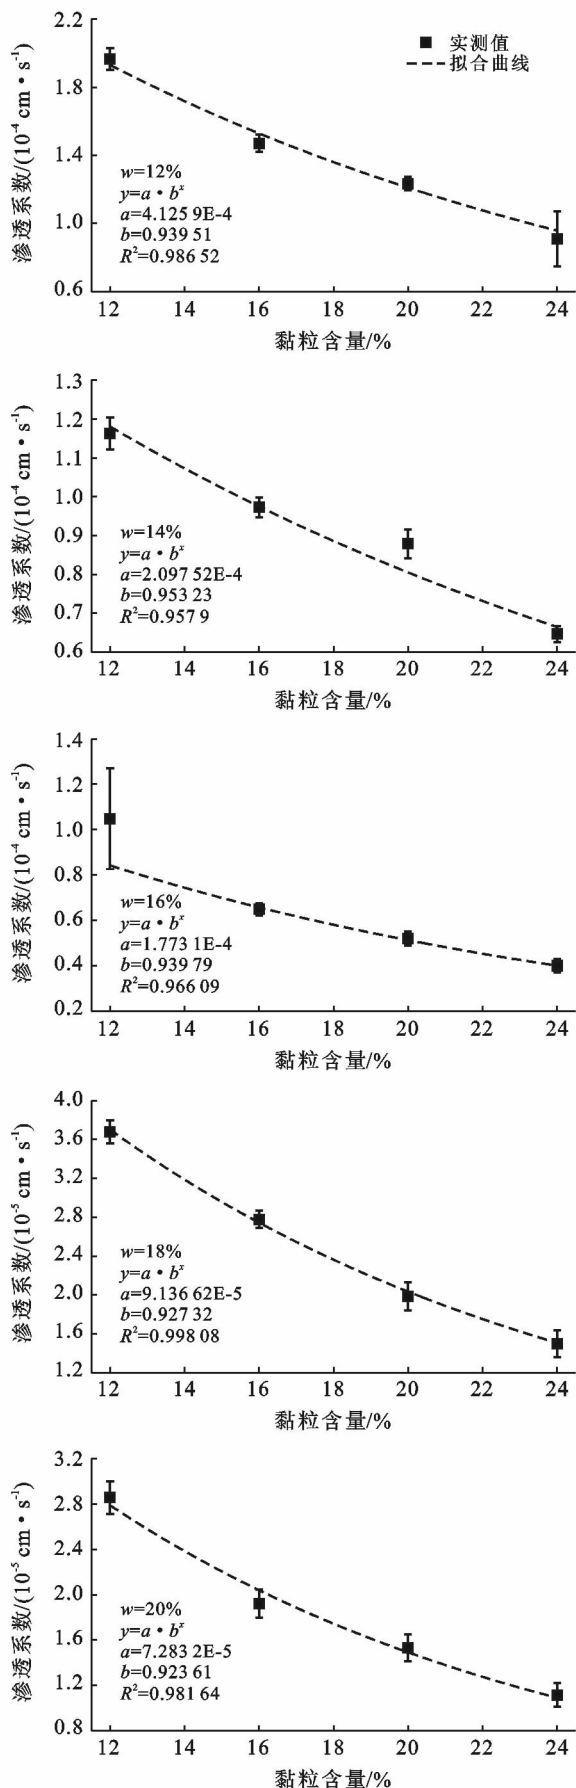 2.2
1.8
1.4
1.0
0.6
渗透系数/(10⁻⁴ cm·s⁻¹)
实测值
拟合曲线
w=12%
y=a·bˣ
a=4.125 9E-4
b=0.939 51
R²=0.986 52
12 14 16 18 20 22 24
黏粒含量/%
1.3
1.2
1.1
1.0
0.9
0.8
0.7
0.6
渗透系数/(10⁻⁴ cm·s⁻¹)
w=14%
y=a·bˣ
a=2.097 52E-4
b=0.953 23
R²=0.957 9
12 14 16 18 20 22 24
黏粒含量/%
1.4
1.2
1.0
0.8
0.6
0.4
0.2
渗透系数/(10⁻⁴ cm·s⁻¹)
w=16%
y=a·bˣ
a=1.773 1E-4
b=0.939 79
R²=0.966 09
12 14 16 18 20 22 24
黏粒含量/%
4.0
3.6
3.2
2.8
2.4
2.0
1.6
1.2
渗透系数/(10⁻⁵ cm·s⁻¹)
w=18%
y=a·bˣ
a=9.136 62E-5
b=0.927 32
R²=0.998 08
12 14 16 18 20 22 24
黏粒含量/%
3.2
2.8
2.4
2.0
1.6
1.2
0.8
渗透系数/(10⁻⁵ cm·s⁻¹)
w=20%
y=a·bˣ
a=7.283 2E-5
b=0.923 61
R²=0.981 64
12 14 16 18 20 22 24
黏粒含量/%